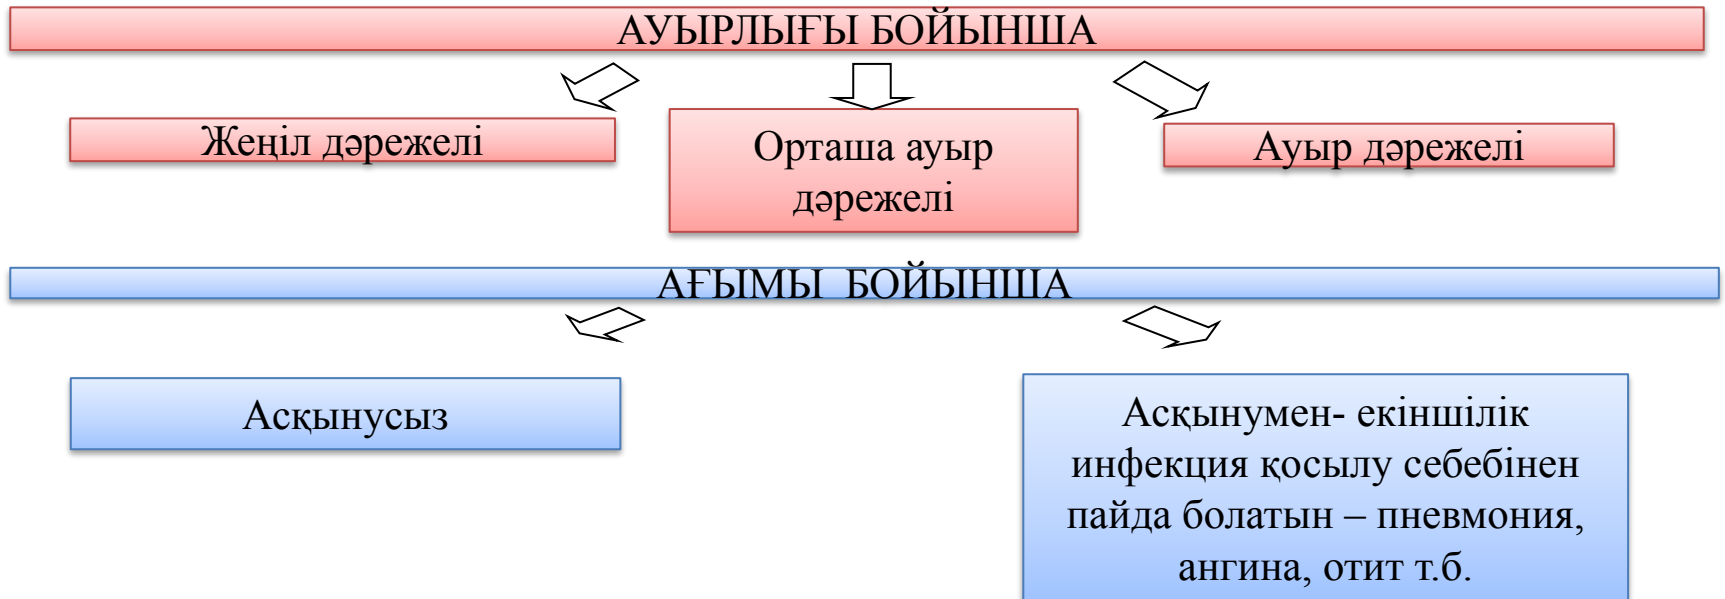 АУЫРЛЫҒЫ БОЙЫНША
Жеңіл дәрежелі
Орташа ауыр
дәрежелі
Ауыр дәрежелі
АҒЫМЫ БОЙЫНША
Асқынусыз
Асқынумен- екіншілік
инфекция қосылу себебінен
пайда болатын – пневмония,
ангина, отит т.б.